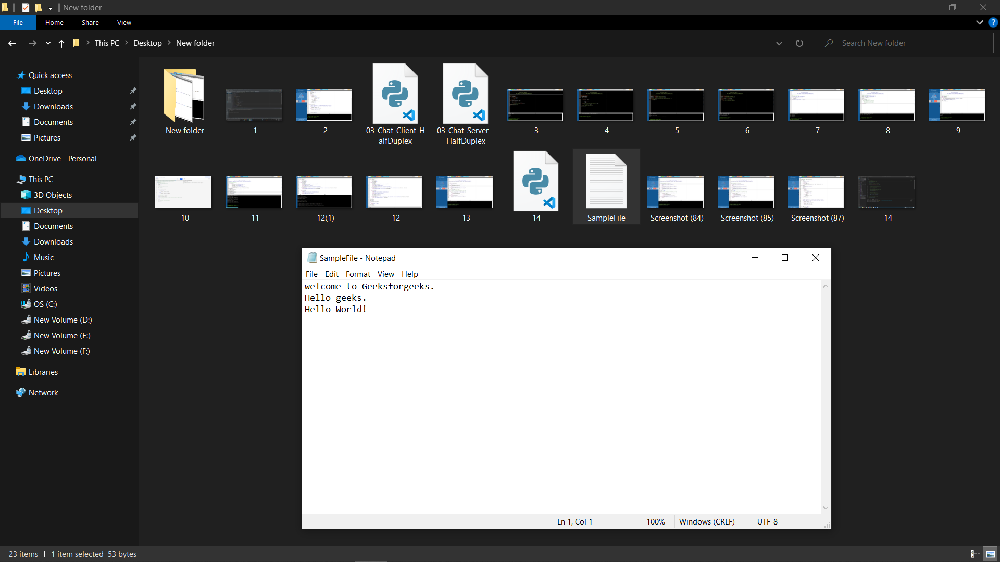 New folder
File Home Share View
This PC Desktop New folder
Search New folder
Quick access
Desktop
Downloads
Documents
Pictures
OneDrive - Personal
This PC
3D Objects
Desktop
Documents
Downloads
Music
Pictures
Videos
OS (C:)
New Volume (D:)
New Volume (E:)
New Volume (F:)
Libraries
Network
New folder 1 2 03_Chat_Client_H 03_Chat_Server__ 3 4 5 6 7 8 9
alfDuplex HalfDuplex
10 11 12(1) 12 13 14 SampleFile Screenshot (84) Screenshot (85) Screenshot (87) 14
SampleFile - Notepad
File Edit Format View Help
welcome to Geeksforgeeks.
Hello geeks.
Hello World!
Ln 1, Col 1 100% Windows (CRLF) UTF-8
23 items 1 item selected 53 bytes